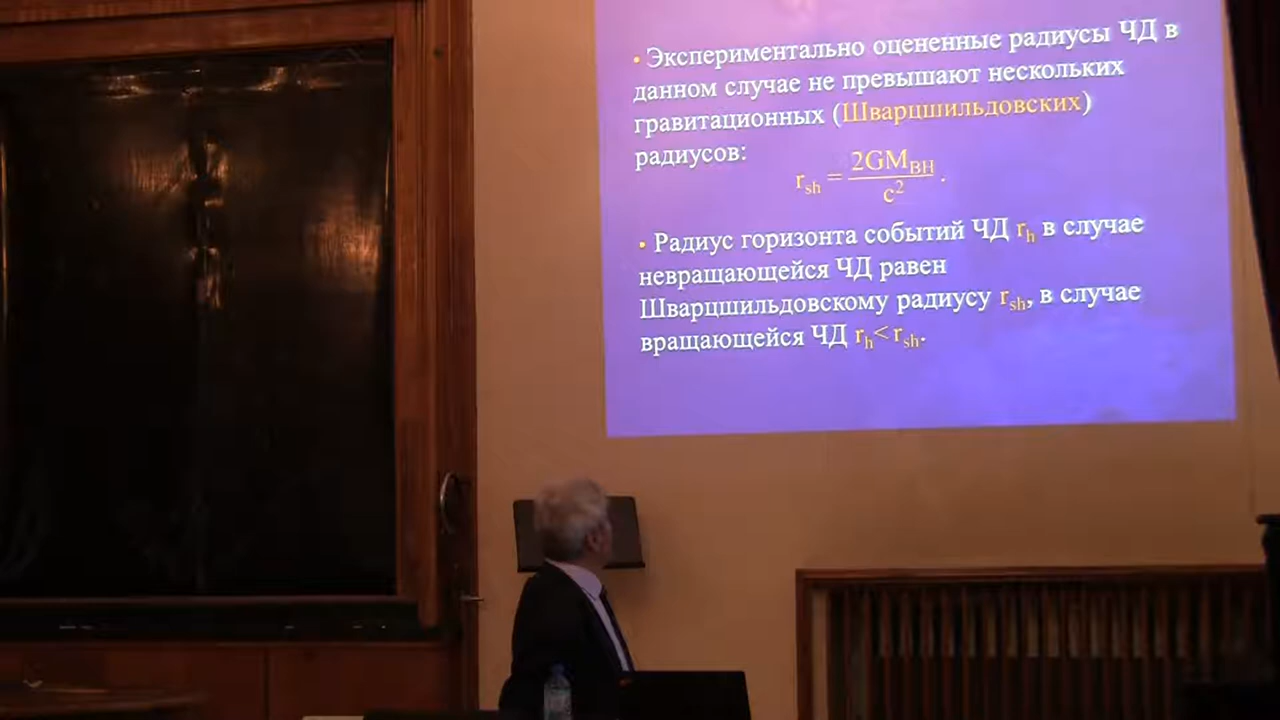 • Экспериментально оцененные радиусы ЧД в
данном случае не превышают нескольких
гравитационных (Шварцшильдовских)
радиусов:
r_sh = 2GM_BH / c² .
• Радиус горизонта событий ЧД r_h в случае
невращающейся ЧД равен
Шварцшильдовскому радиусу r_sh, в случае
вращающейся ЧД r_h < r_sh.